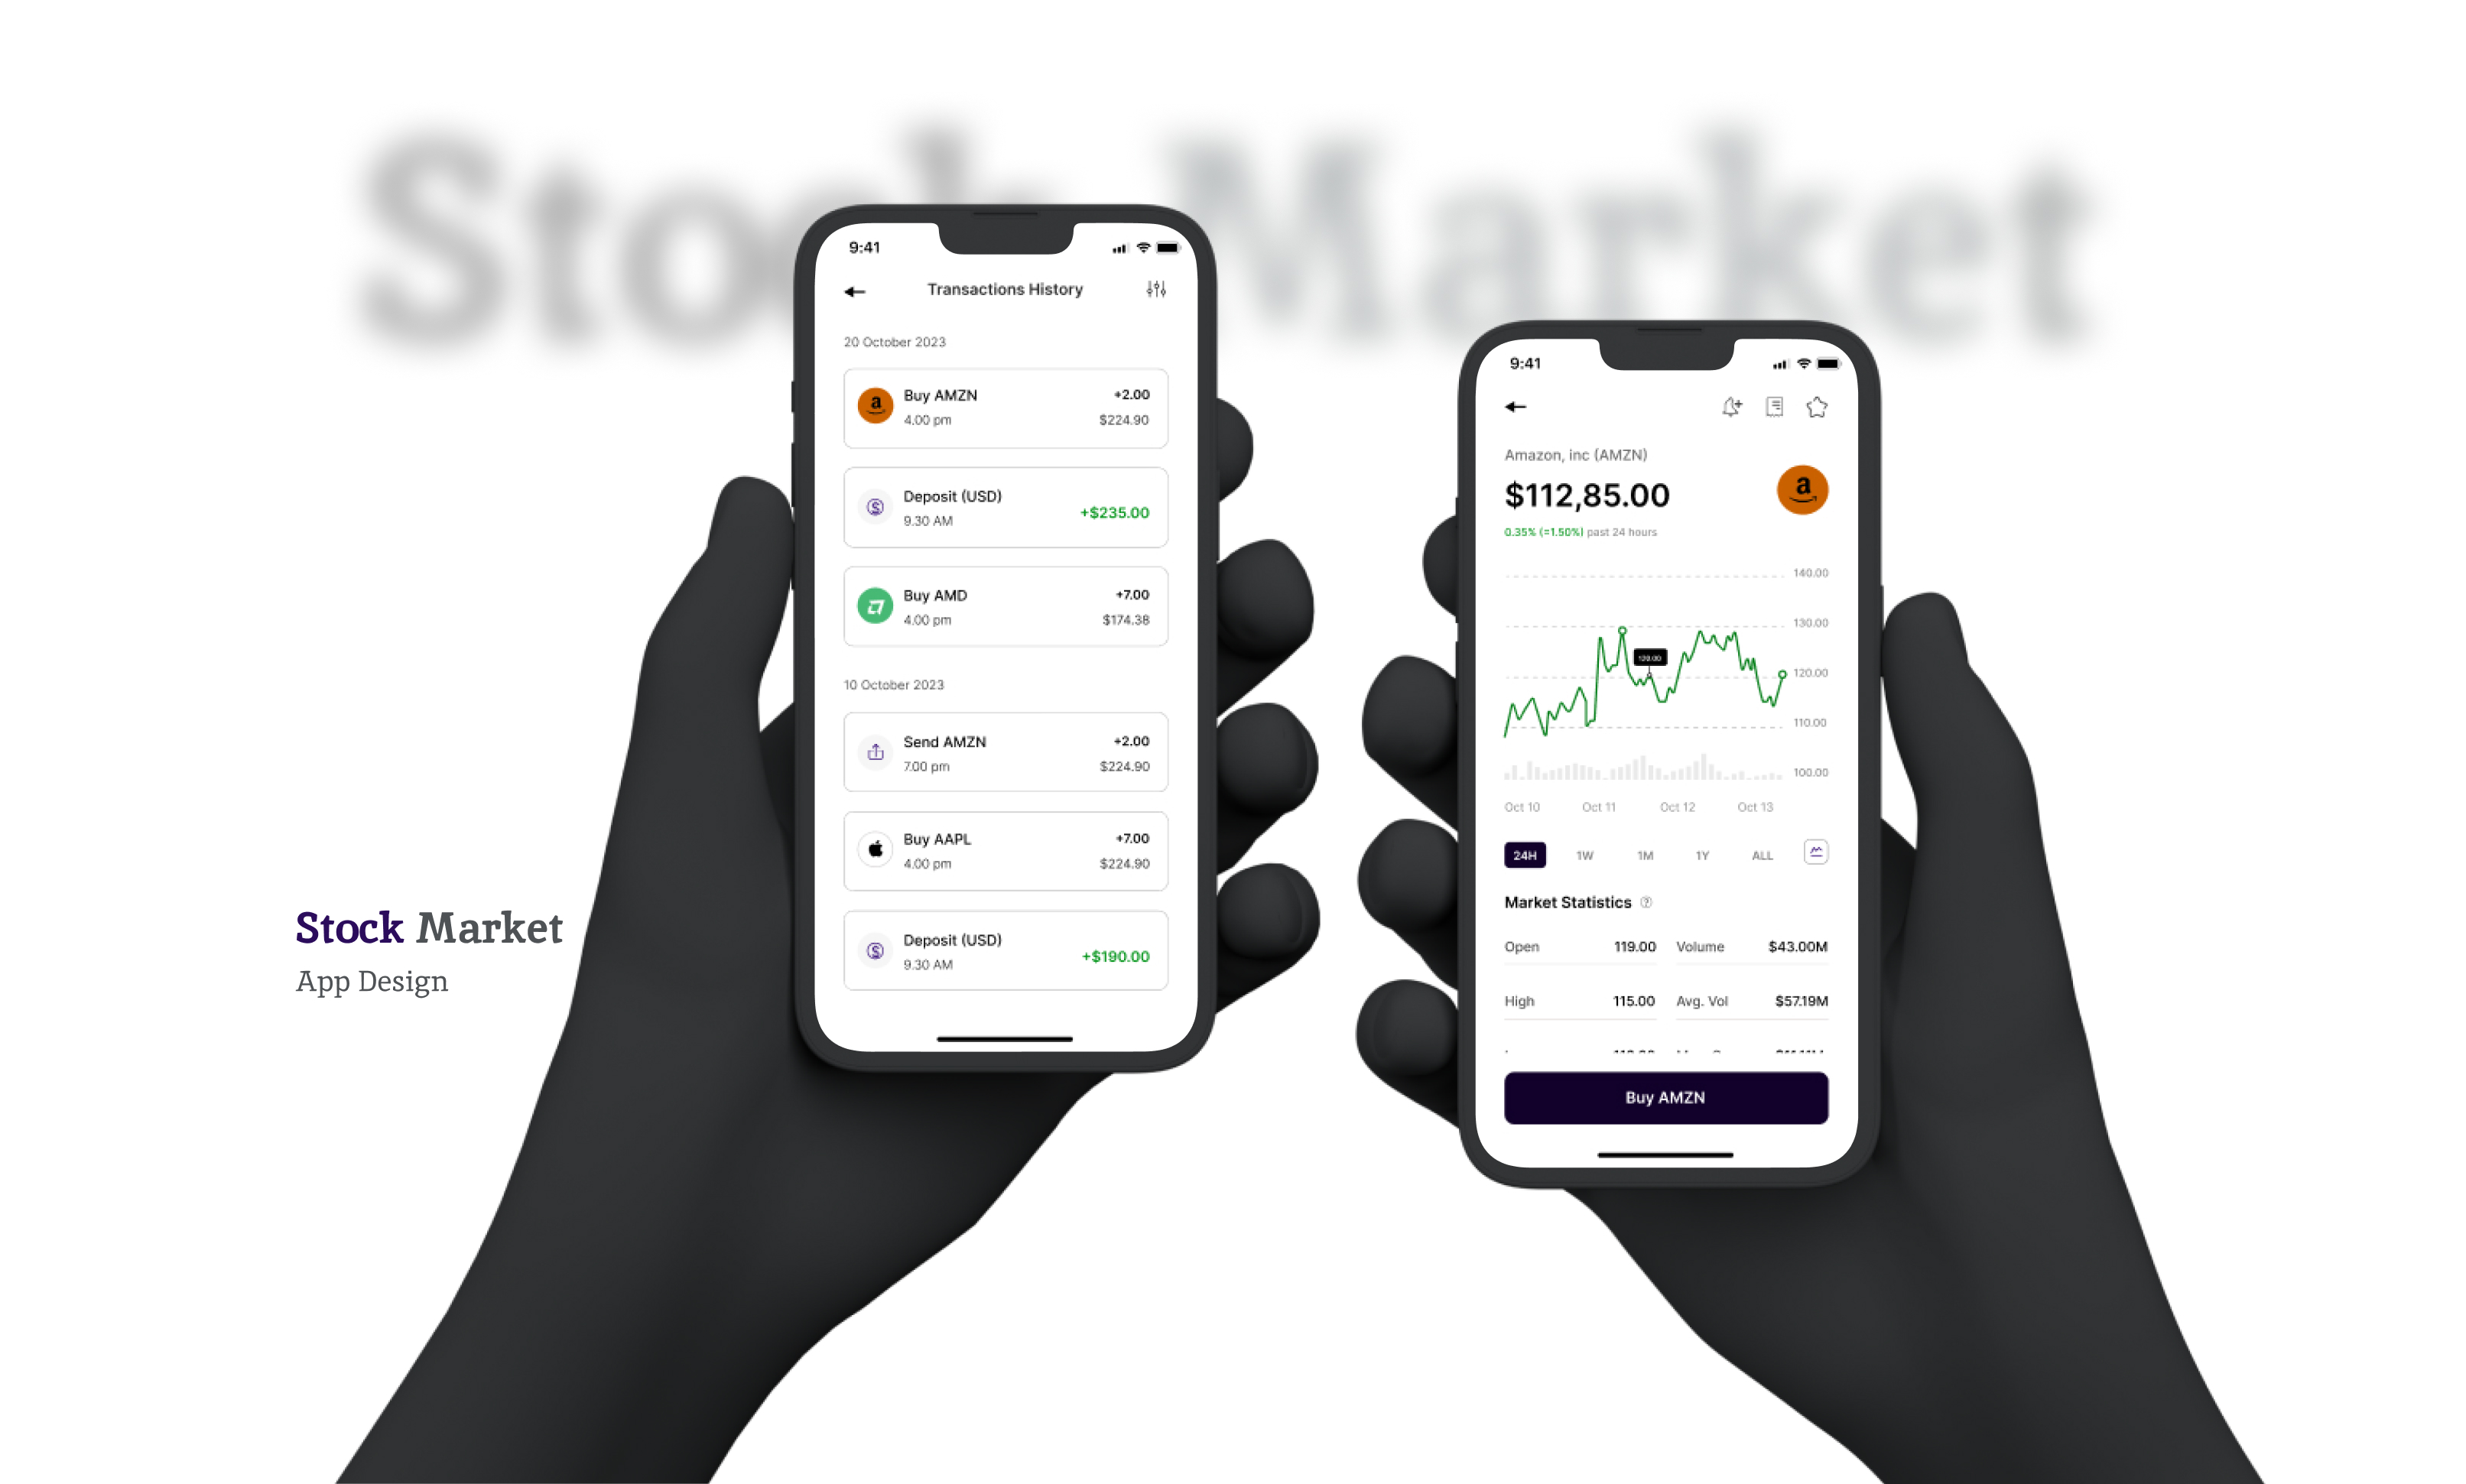 Stock Market
9:41
Transactions History
20 October 2023
Buy AMZN +2.00
4.00 pm $224.90
Deposit (USD)
9.30 AM +$235.00
Buy AMD +7.00
4.00 pm $174.38
10 October 2023
Send AMZN +2.00
7.00 pm $224.90
Buy AAPL +7.00
4.00 pm $224.90
Deposit (USD)
9.30 AM +$190.00
9:41
Amazon, inc (AMZN)
$112,85.00
a
0.35% (=1.50%) past 24 hours
140.00
130.00
120.00
110.00
100.00
Oct 10 Oct 11 Oct 12 Oct 13
24H 1W 1M 1Y ALL
Market Statistics
Open 119.00 Volume $43.00M
High 115.00 Avg. Vol $57.19M
Buy AMZN
Stock Market
App Design